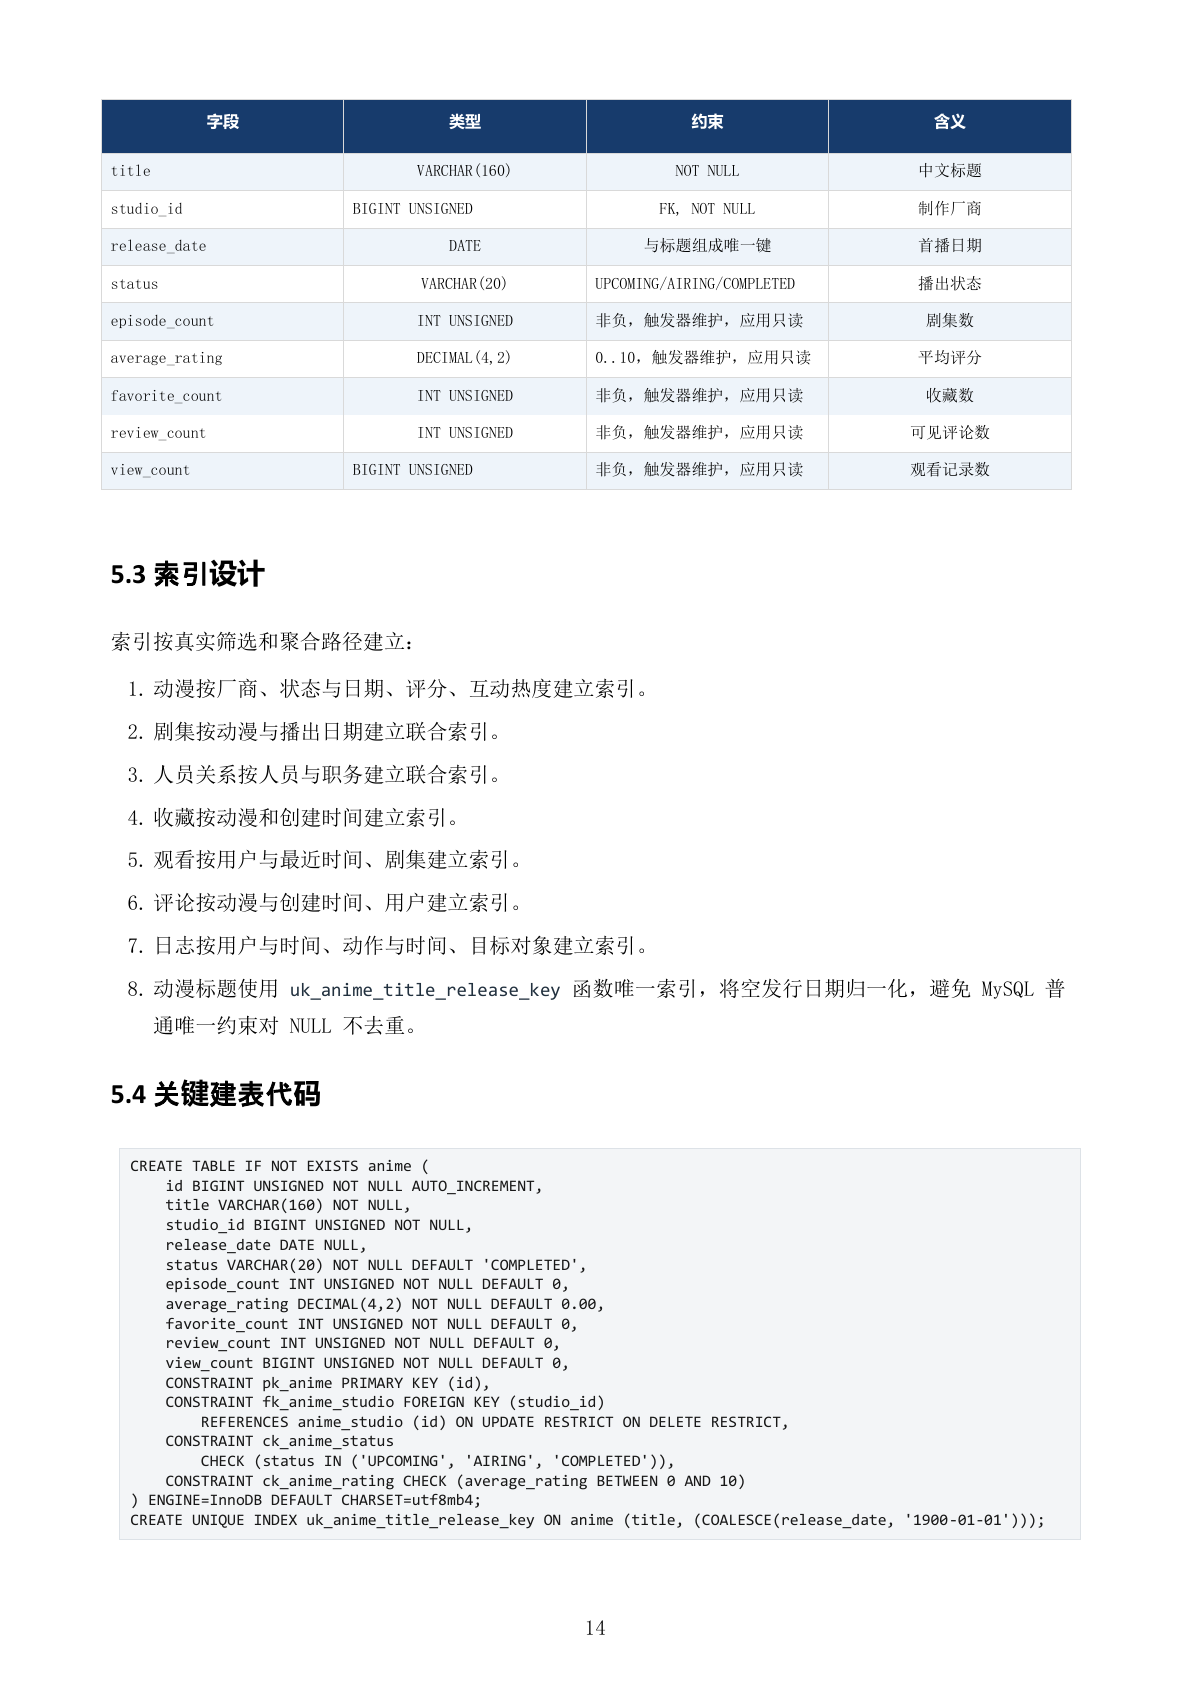 字段 类型 约束 含义
title VARCHAR(160) NOT NULL 中文标题
studio_id BIGINT UNSIGNED FK, NOT NULL 制作厂商
release_date DATE 与标题组成唯一键 首播日期
status VARCHAR(20) UPCOMING/AIRING/COMPLETED 播出状态
episode_count INT UNSIGNED 非负，触发器维护，应用只读 剧集数
average_rating DECIMAL(4,2) 0..10，触发器维护，应用只读 平均评分
favorite_count INT UNSIGNED 非负，触发器维护，应用只读 收藏数
review_count INT UNSIGNED 非负，触发器维护，应用只读 可见评论数
view_count BIGINT UNSIGNED 非负，触发器维护，应用只读 观看记录数
5.3 索引设计
索引按真实筛选和聚合路径建立：
1. 动漫按厂商、状态与日期、评分、互动热度建立索引。
2. 剧集按动漫与播出日期建立联合索引。
3. 人员关系按人员与职务建立联合索引。
4. 收藏按动漫和创建时间建立索引。
5. 观看按用户与最近时间、剧集建立索引。
6. 评论按动漫与创建时间、用户建立索引。
7. 日志按用户与时间、动作与时间、目标对象建立索引。
8. 动漫标题使用 uk_anime_title_release_key 函数唯一索引，将空发行日期归一化，避免 MySQL 普
通唯一约束对 NULL 不去重。
5.4 关键建表代码
CREATE TABLE IF NOT EXISTS anime (
    id BIGINT UNSIGNED NOT NULL AUTO_INCREMENT,
    title VARCHAR(160) NOT NULL,
    studio_id BIGINT UNSIGNED NOT NULL,
    release_date DATE NULL,
    status VARCHAR(20) NOT NULL DEFAULT 'COMPLETED',
    episode_count INT UNSIGNED NOT NULL DEFAULT 0,
    average_rating DECIMAL(4,2) NOT NULL DEFAULT 0.00,
    favorite_count INT UNSIGNED NOT NULL DEFAULT 0,
    review_count INT UNSIGNED NOT NULL DEFAULT 0,
    view_count BIGINT UNSIGNED NOT NULL DEFAULT 0,
    CONSTRAINT pk_anime PRIMARY KEY (id),
    CONSTRAINT fk_anime_studio FOREIGN KEY (studio_id)
        REFERENCES anime_studio (id) ON UPDATE RESTRICT ON DELETE RESTRICT,
    CONSTRAINT ck_anime_status
        CHECK (status IN ('UPCOMING', 'AIRING', 'COMPLETED')),
    CONSTRAINT ck_anime_rating CHECK (average_rating BETWEEN 0 AND 10)
) ENGINE=InnoDB DEFAULT CHARSET=utf8mb4;
CREATE UNIQUE INDEX uk_anime_title_release_key ON anime (title, (COALESCE(release_date, '1900-01-01')));
14